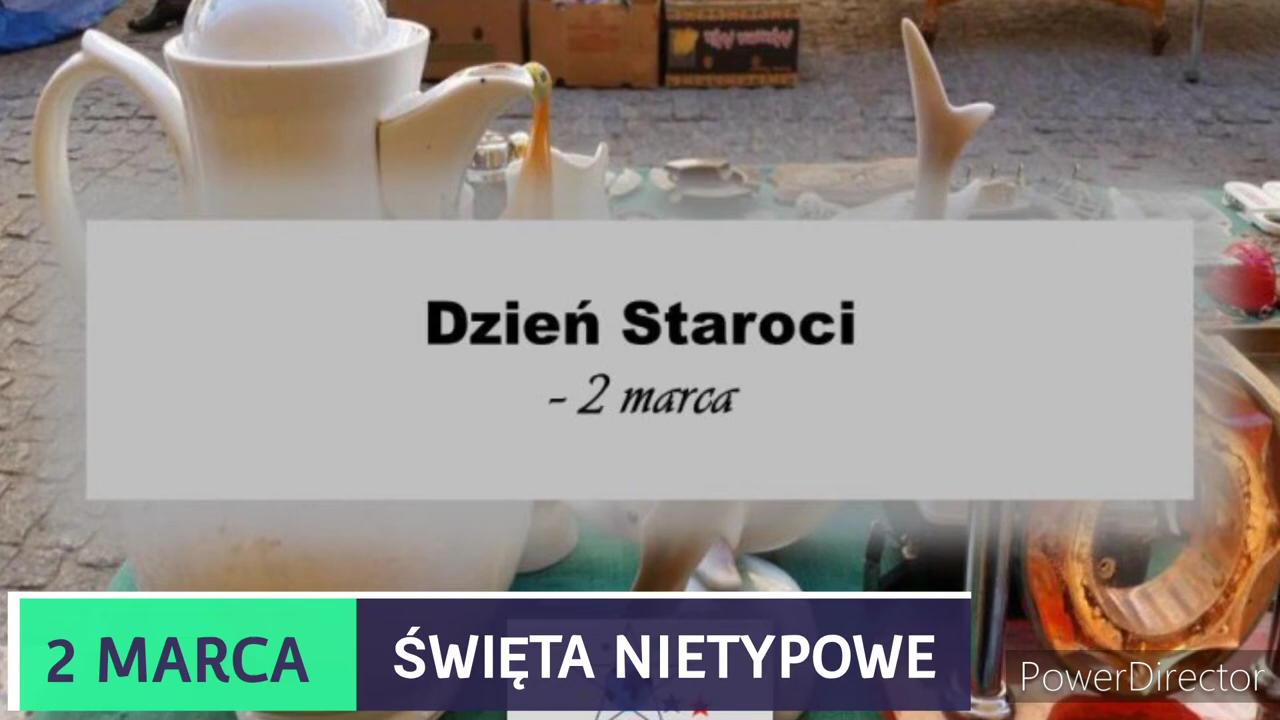 Dzień Staroci
- 2 marca
2 MARCA
ŚWIĘTA NIETYPOWE
PowerDirector